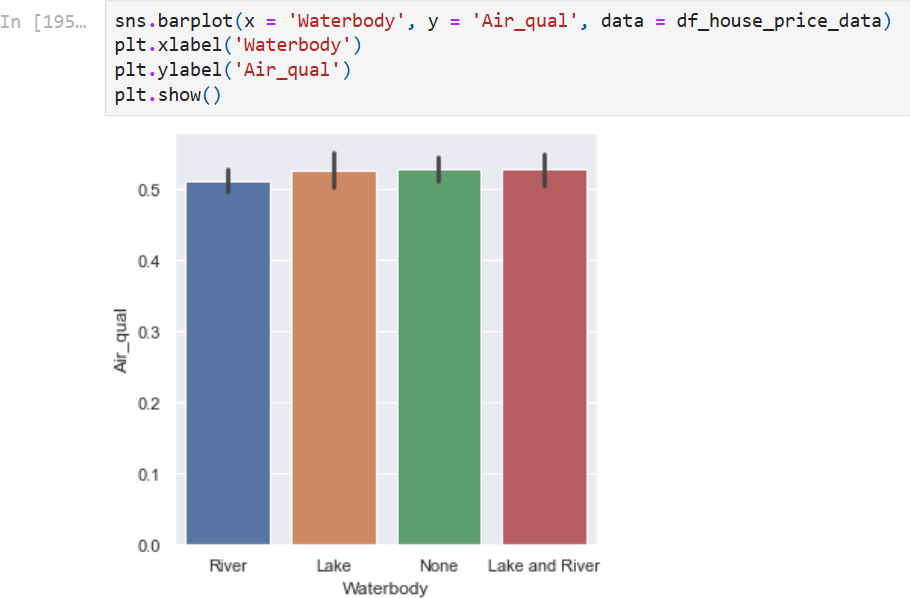 In [195…
sns.barplot(x = 'Waterbody', y = 'Air_qual', data = df_house_price_data)
plt.xlabel('Waterbody')
plt.ylabel('Air_qual')
plt.show()
0.5
0.4
0.3
0.2
0.1
0.0
Air_qual
River
Lake
None
Lake and River
Waterbody